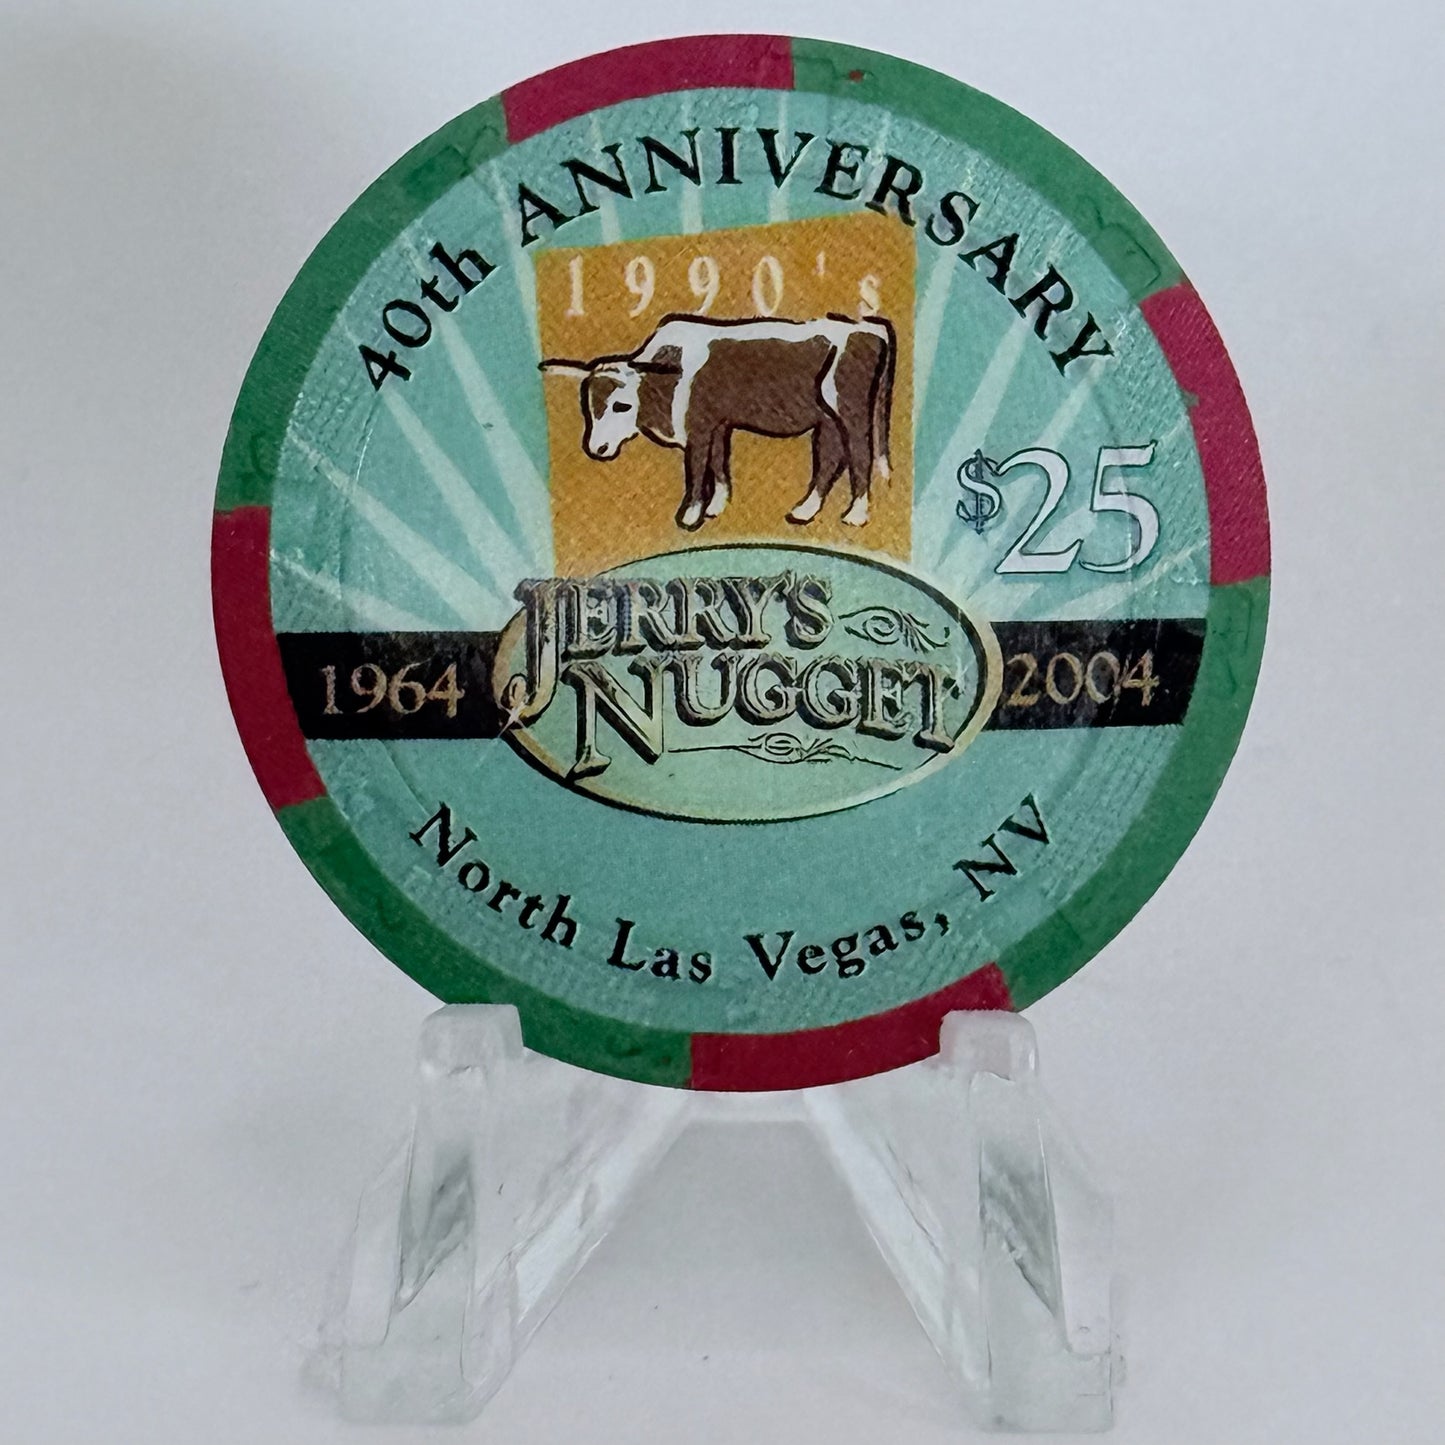 40th ANNIVERSARY
1990's
$25
JERRY'S
NUGGET
1964
2004
North Las Vegas, NV